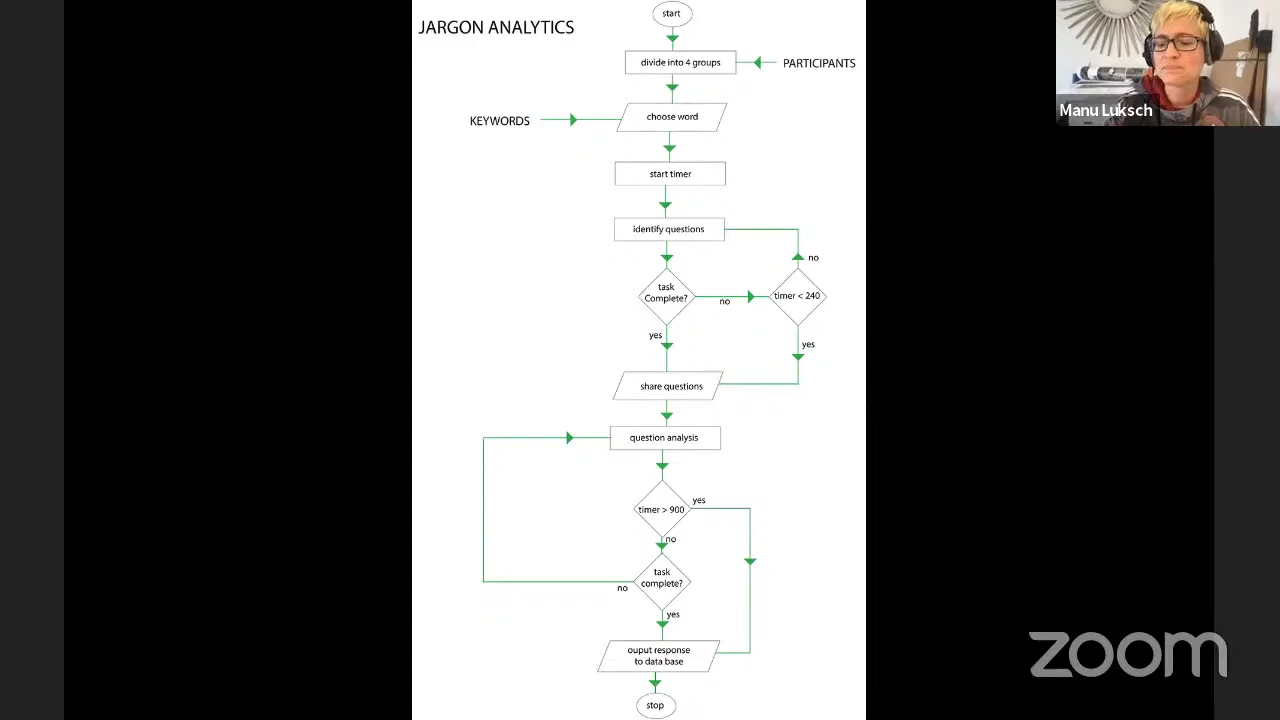 start
JARGON ANALYTICS
divide into 4 groups
PARTICIPANTS
Manu Luksch
choose word
KEYWORDS
start timer
identify questions
no
task
Complete?
timer < 240
no
yes
yes
share questions
question analysis
yes
timer > 900
no
task
complete?
no
yes
ouput response
to data base
zoom
stop